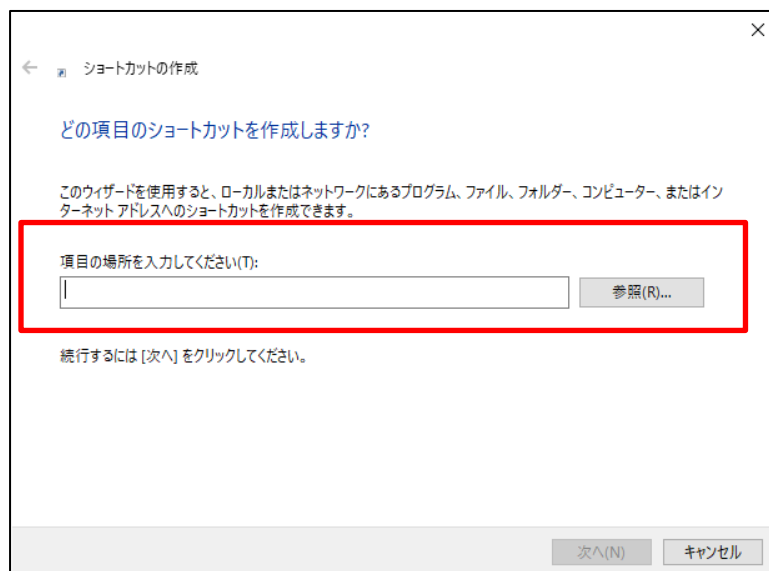 ショートカットの作成
どの項目のショートカットを作成しますか?
このウィザードを使用すると、ローカルまたはネットワークにあるプログラム、ファイル、フォルダー、コンピューター、またはイン
ターネット アドレスへのショートカットを作成できます。
項目の場所を入力してください(T):
参照(R)...
続行するには [次へ] をクリックしてください。
次へ(N)
キャンセル